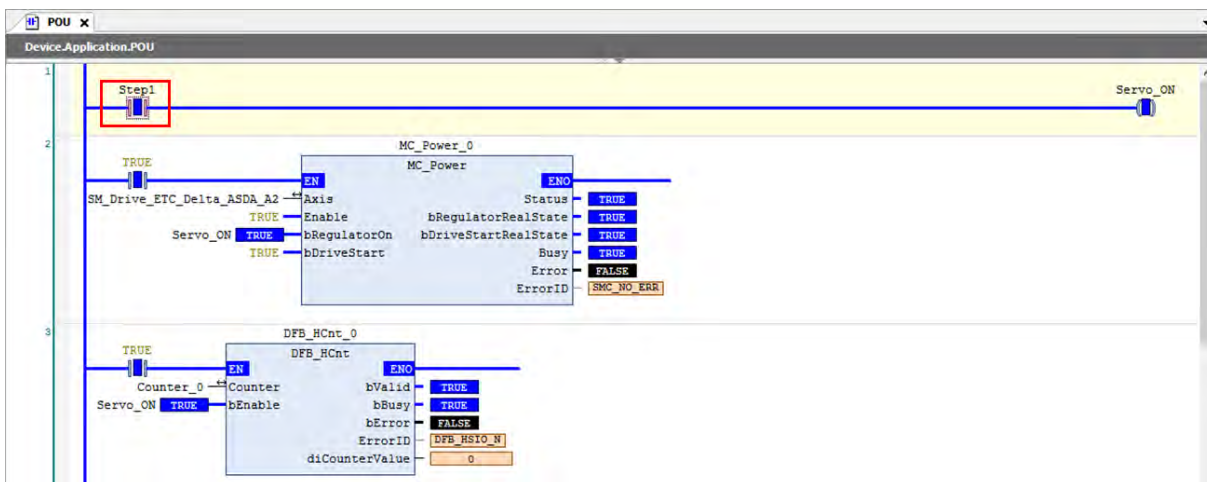 POU
Device.Application.POU
1
Step1
Servo_ON
2
MC_Power_0
TRUE
MC_Power
EN
ENO
SM_Drive_ETC_Delta_ASDA_A2
Axis
Status
TRUE
TRUE
Enable
bRegulatorRealState
TRUE
Servo_ON
TRUE
bRegulatorOn
bDriveStartRealState
TRUE
TRUE
bDriveStart
Busy
TRUE
Error
FALSE
ErrorID
SMC_NO_ERR
3
DFB_HCnt_0
TRUE
DFB_HCnt
EN
ENO
Counter_0
Counter
bValid
TRUE
Servo_ON
TRUE
bEnable
bBusy
TRUE
bError
FALSE
ErrorID
DFB_HSIO_N
diCounterValue
0